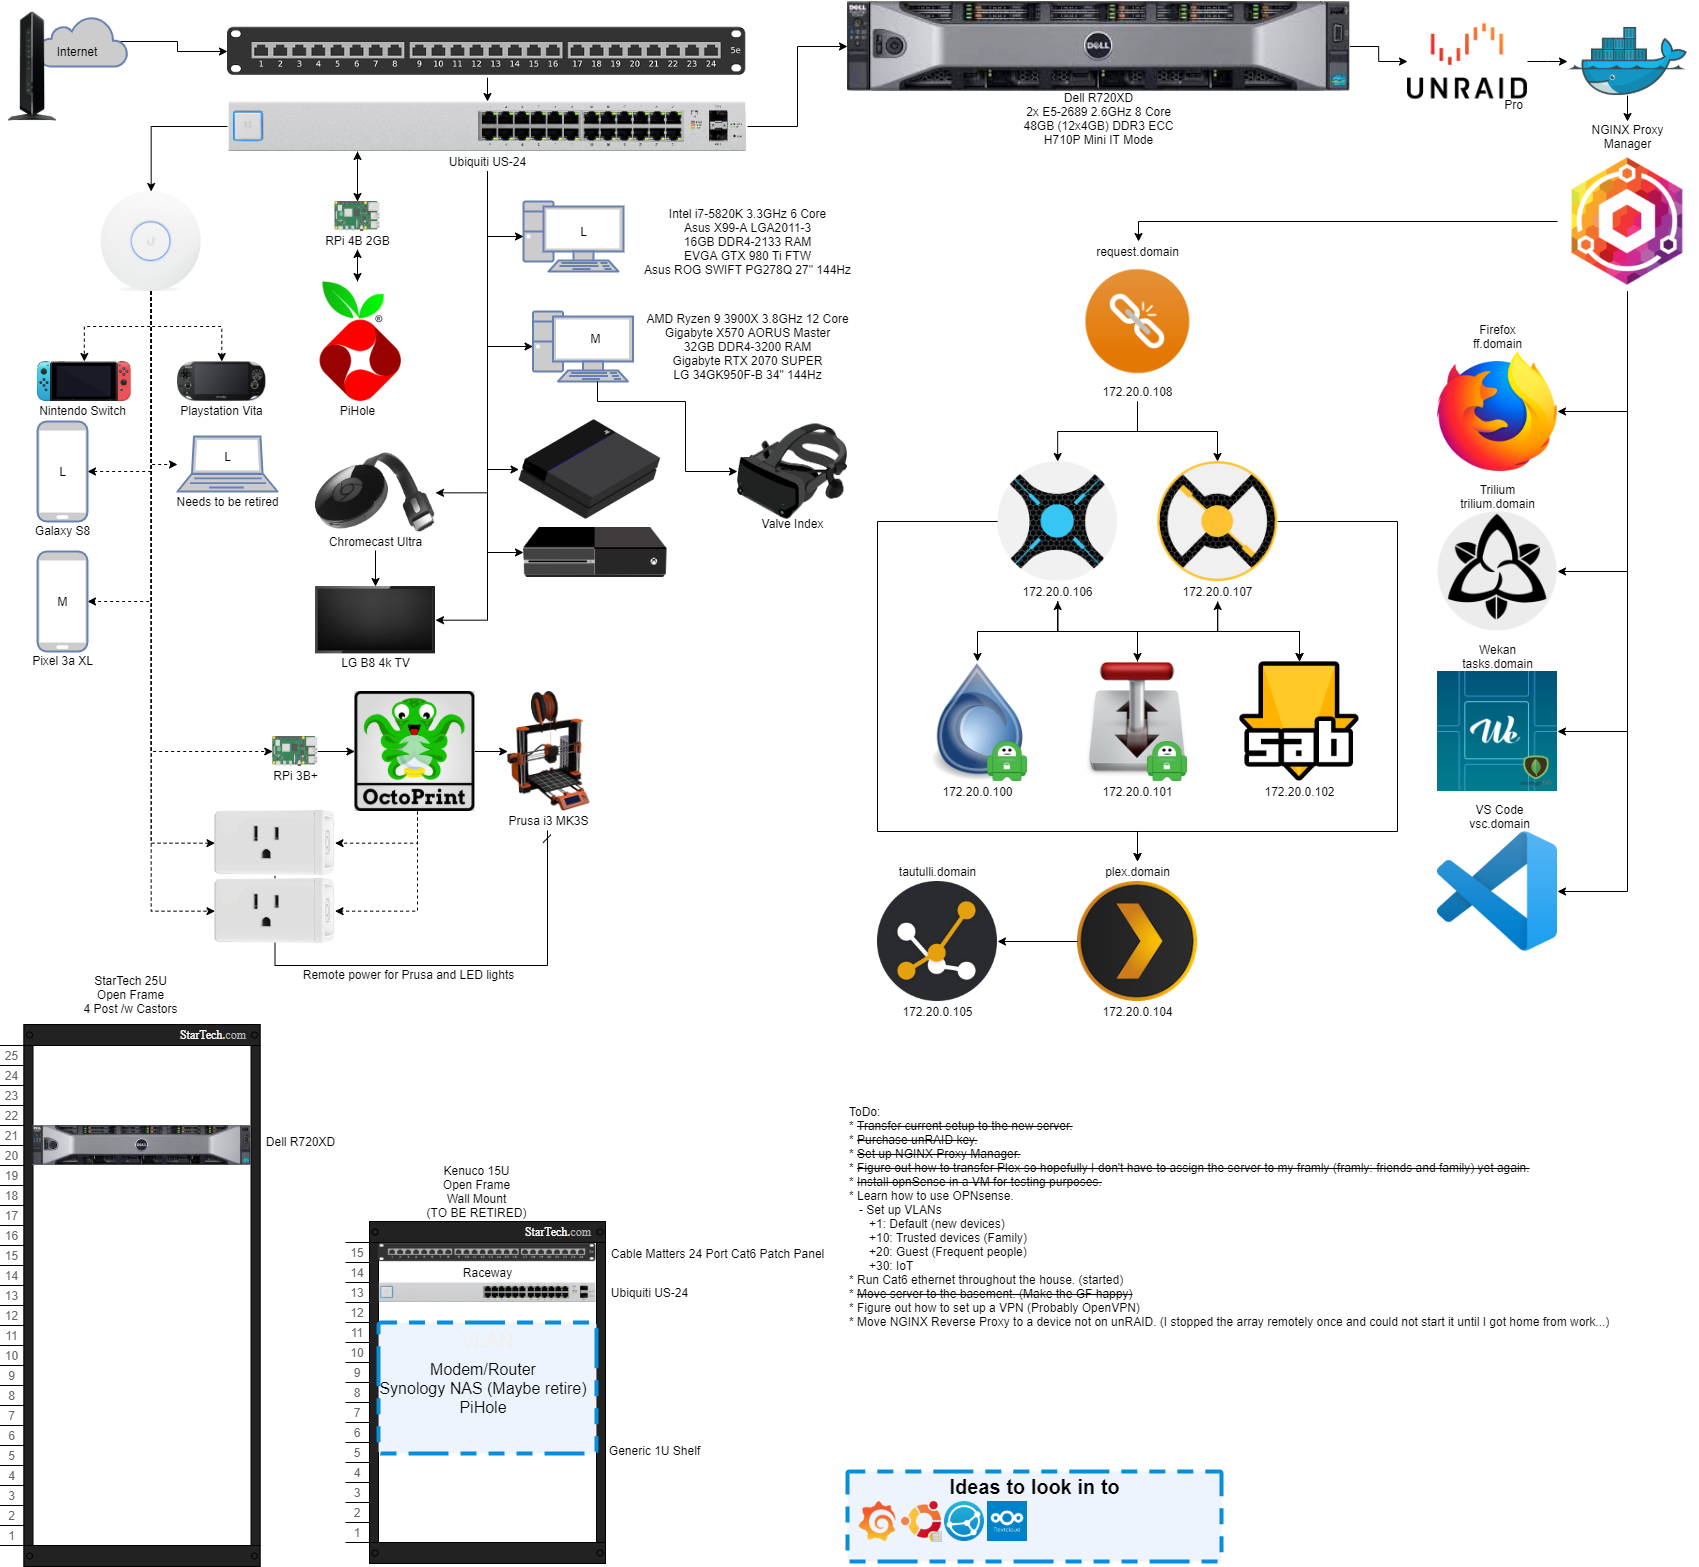 Internet
1 2 3 4 5 6 7 8 9 10 11 12 13 14 15 16 17 18 19 20 21 22 23 24
5e
Ubiquiti US-24
DELL
DELL
Dell R720XD
2x E5-2689 2.6GHz 8 Core
48GB (12x4GB) DDR3 ECC
H710P Mini IT Mode
UNRAID
Pro
NGINX Proxy
Manager
RPi 4B 2GB
PiHole
®
L
Intel i7-5820K 3.3GHz 6 Core
Asus X99-A LGA2011-3
16GB DDR4-2133 RAM
EVGA GTX 980 Ti FTW
Asus ROG SWIFT PG278Q 27" 144Hz
M
AMD Ryzen 9 3900X 3.8GHz 12 Core
Gigabyte X570 AORUS Master
32GB DDR4-3200 RAM
Gigabyte RTX 2070 SUPER
LG 34GK950F-B 34" 144Hz
Nintendo Switch
Playstation Vita
L
Galaxy S8
L
Needs to be retired
M
Pixel 3a XL
Chromecast Ultra
LG B8 4k TV
Valve Index
RPi 3B+
OctoPrint
Prusa i3 MK3S
Remote power for Prusa and LED lights
request.domain
172.20.0.108
172.20.0.106
172.20.0.107
172.20.0.100
172.20.0.101
sab
172.20.0.102
tautulli.domain
172.20.0.105
plex.domain
172.20.0.104
Firefox
ff.domain
Trilium
trilium.domain
Wekan
tasks.domain
We
VS Code
vsc.domain
StarTech 25U
Open Frame
4 Post /w Castors
StarTech.com
25
24
23
22
21
20
19
18
17
16
15
14
13
12
11
10
9
8
7
6
5
4
3
2
1
Dell R720XD
Kenuco 15U
Open Frame
Wall Mount
(TO BE RETIRED)
StarTech.com
15
14
13
12
11
10
9
8
7
6
5
4
3
2
1
Cable Matters 24 Port Cat6 Patch Panel
Raceway
Ubiquiti US-24
VLAN
Modem/Router
Synology NAS (Maybe retire)
PiHole
Generic 1U Shelf
ToDo:
* Transfer current setup to the new server.
* Purchase unRAID key.
* Set up NGINX Proxy Manager.
* Figure out how to transfer Plex so hopefully I don't have to assign the server to my framly (framly: friends and family) yet again.
* Install opnSense in a VM for testing purposes.
* Learn how to use OPNsense.
- Set up VLANs
+1: Default (new devices)
+10: Trusted devices (Family)
+20: Guest (Frequent people)
+30: IoT
* Run Cat6 ethernet throughout the house. (started)
* Move server to the basement. (Make the GF happy)
* Figure out how to set up a VPN (Probably OpenVPN)
* Move NGINX Reverse Proxy to a device not on unRAID. (I stopped the array remotely once and could not start it until I got home from work...)
Ideas to look in to
nextcloud